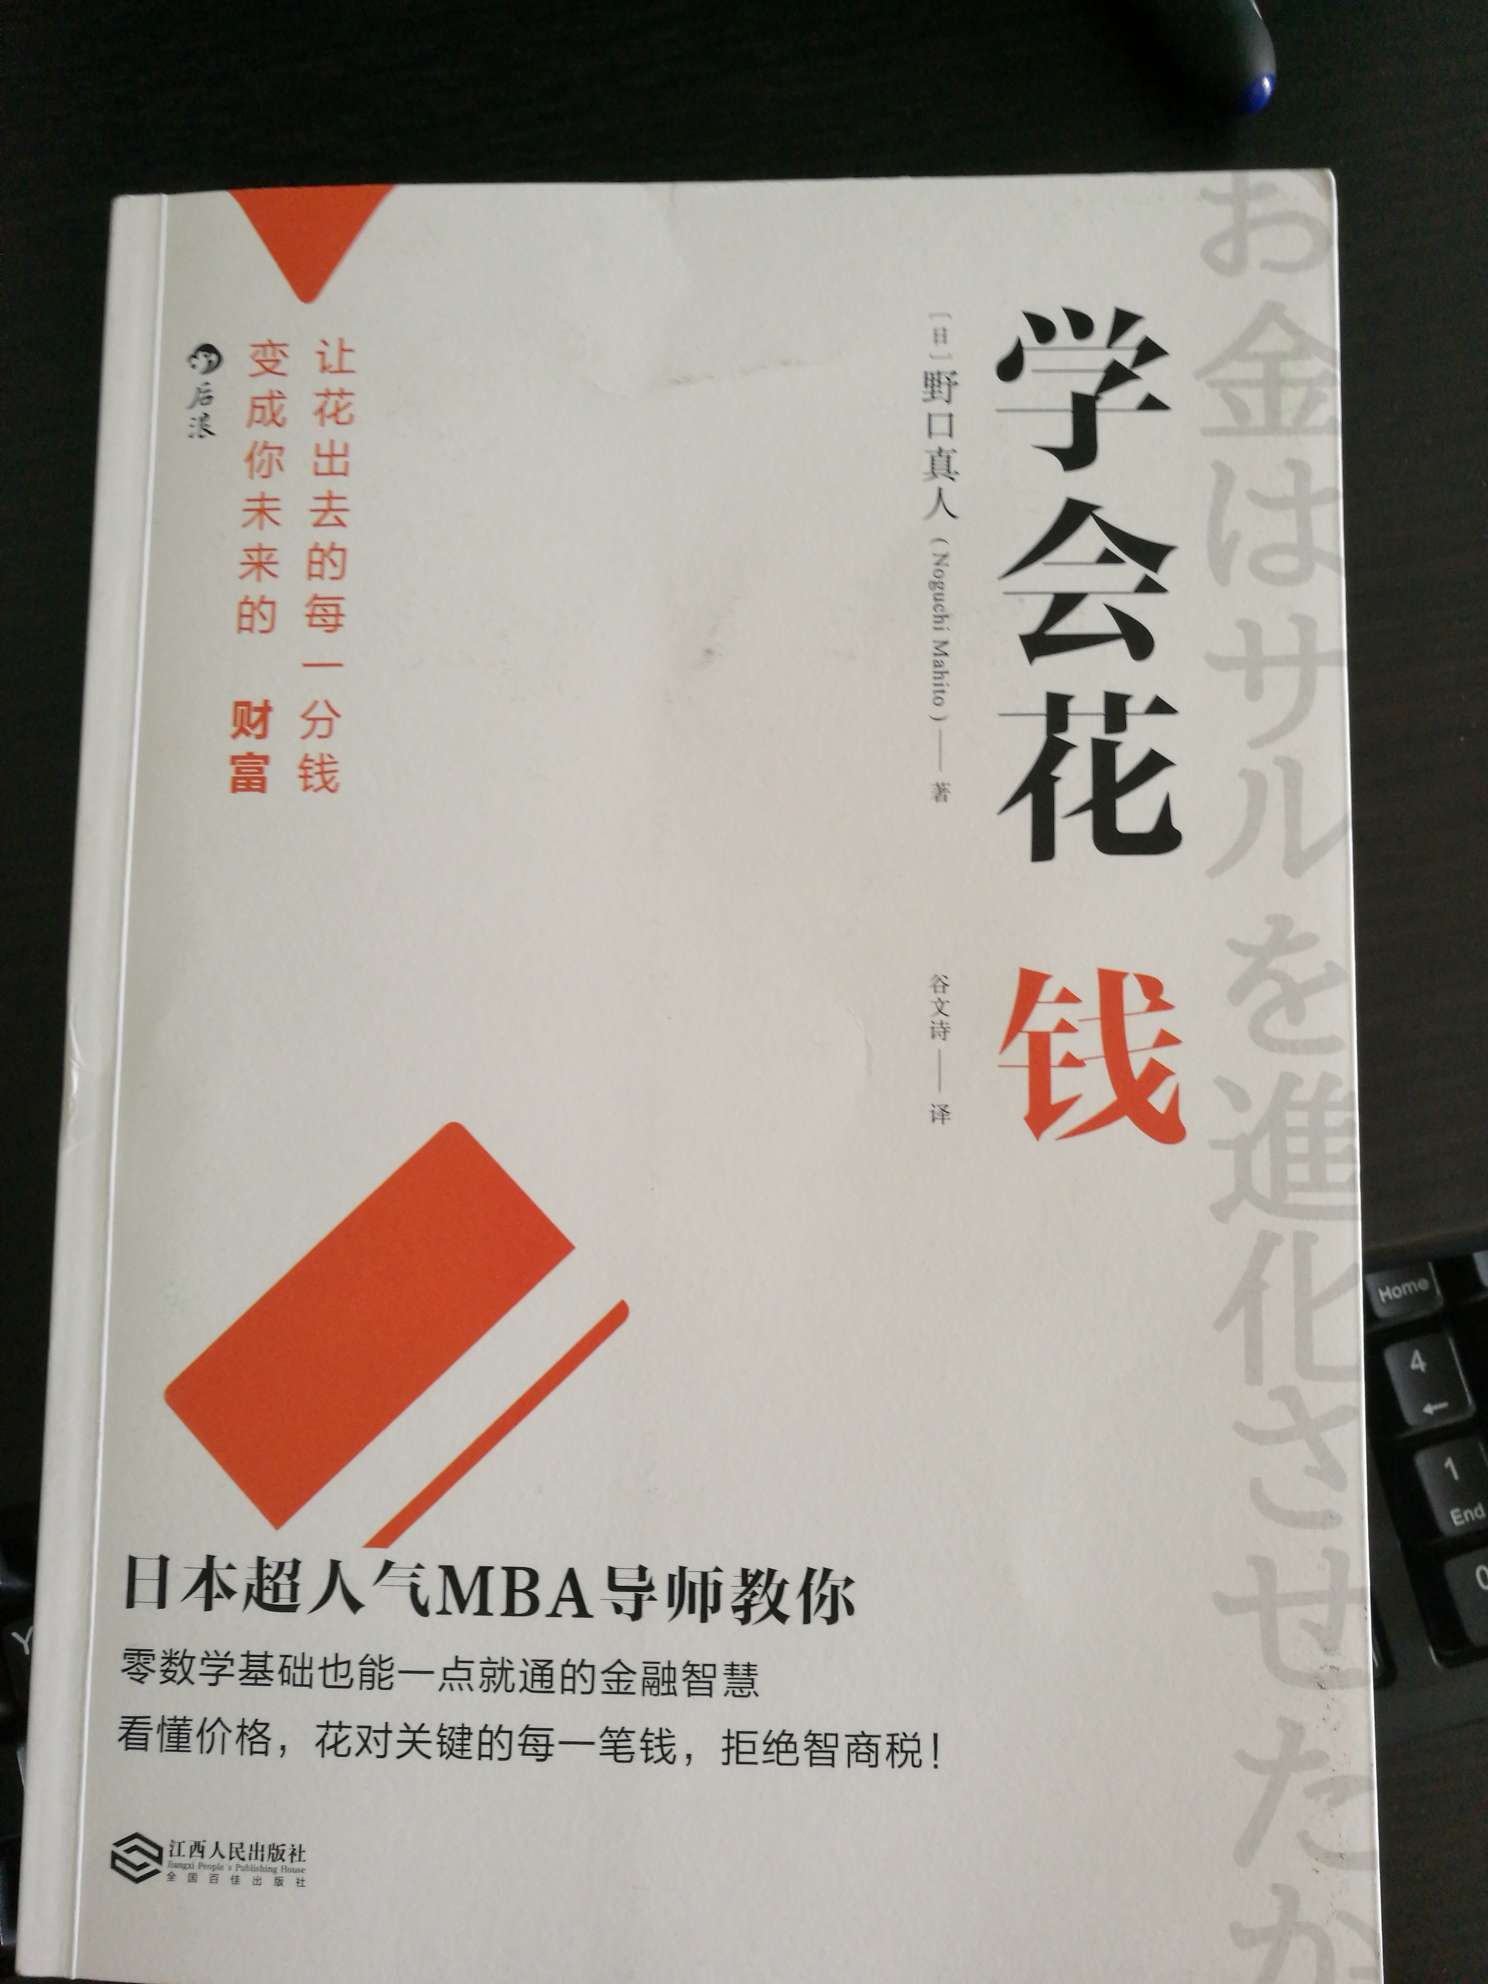 お金はサルを進化させたか
学会花钱
[日] 野口真人 (Noguchi Mahito) —— 著
谷文诗 —— 译
让花出去的每一分钱
变成你未来的 财富
后浪
日本超人气MBA导师教你
零数学基础也能一点就通的金融智慧
看懂价格，花对关键的每一笔钱，拒绝智商税！
江西人民出版社
Jiangxi People's Publishing House
全国百佳出版社
Home
4
←
1
End
0
Y